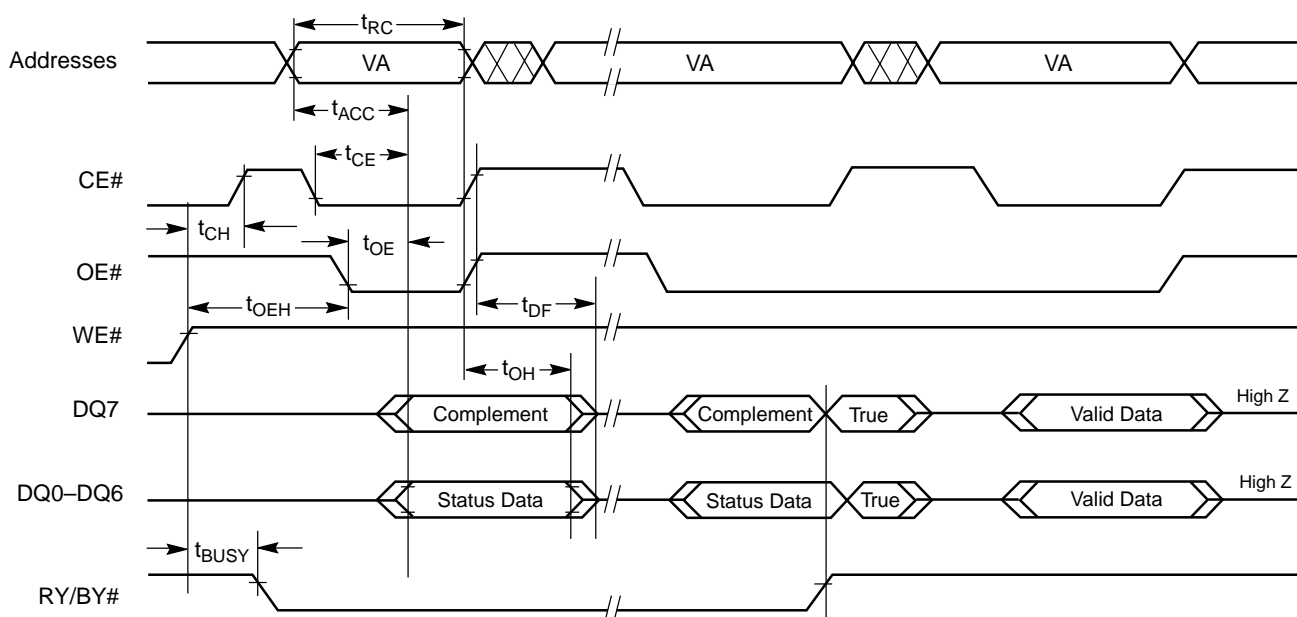 tRC
Addresses VA VA VA
tACC
tCE
CE#
tCH tOE
OE#
tOEH tDF
WE#
tOH
DQ7 Complement Complement True Valid Data High Z
DQ0–DQ6 Status Data Status Data True Valid Data High Z
tBUSY
RY/BY#